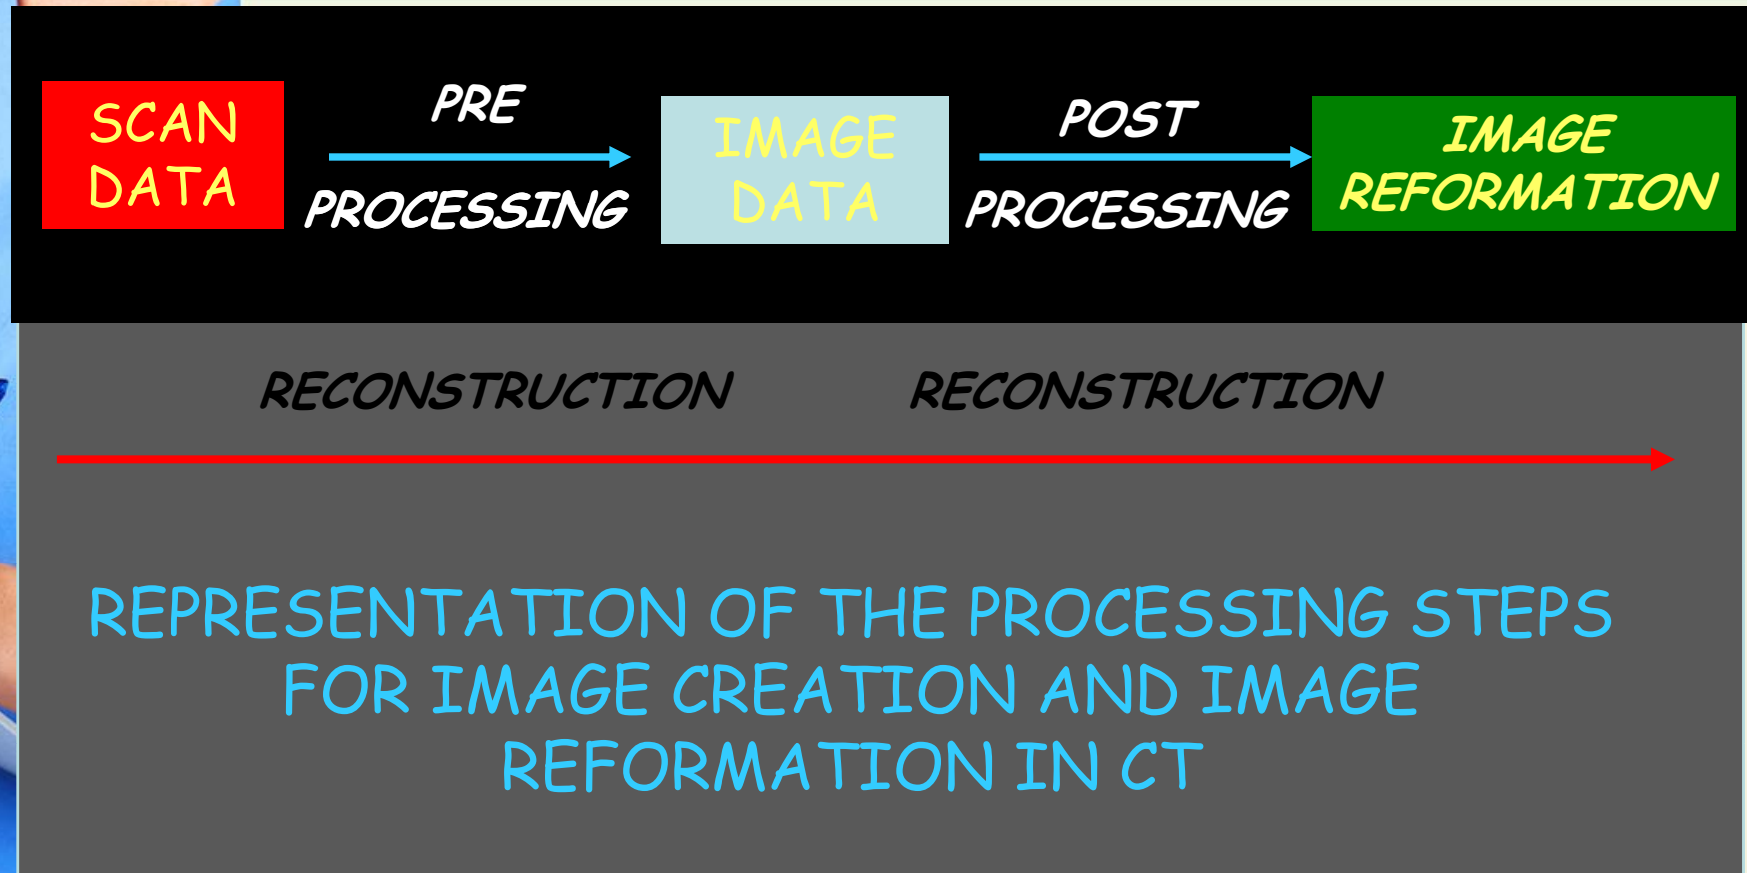 SCAN
DATA
PRE
PROCESSING
IMAGE
DATA
POST
PROCESSING
IMAGE
REFORMATION
RECONSTRUCTION RECONSTRUCTION
REPRESENTATION OF THE PROCESSING STEPS
FOR IMAGE CREATION AND IMAGE
REFORMATION IN CT